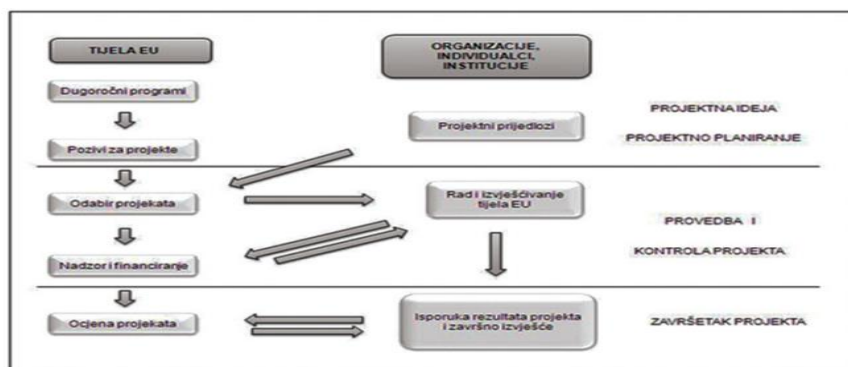 TIJELA EU
ORGANIZACIJE,
INDIVIDUALCI,
INSTITUCIJE
Dugoročni programi
Projektni prijedlozi
PROJEKTNA IDEJA
PROJEKTNO PLANIRANJE
Pozivi za projekte
Odabir projekata
Rad i izvješćivanje
tijela EU
PROVEDBA I
KONTROLA PROJEKTA
Nadzor i financiranje
Ocjena projekata
Isporuka rezultata projekta
i završno izvješće
ZAVRŠETAK PROJEKTA